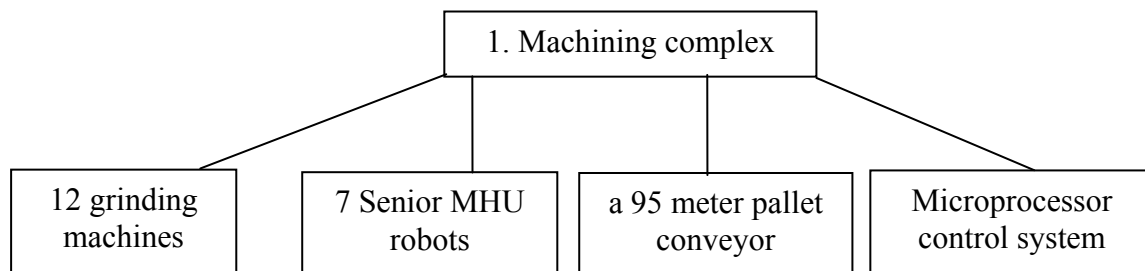 1. Machining complex
12 grinding
machines
7 Senior MHU
robots
a 95 meter pallet
conveyor
Microprocessor
control system